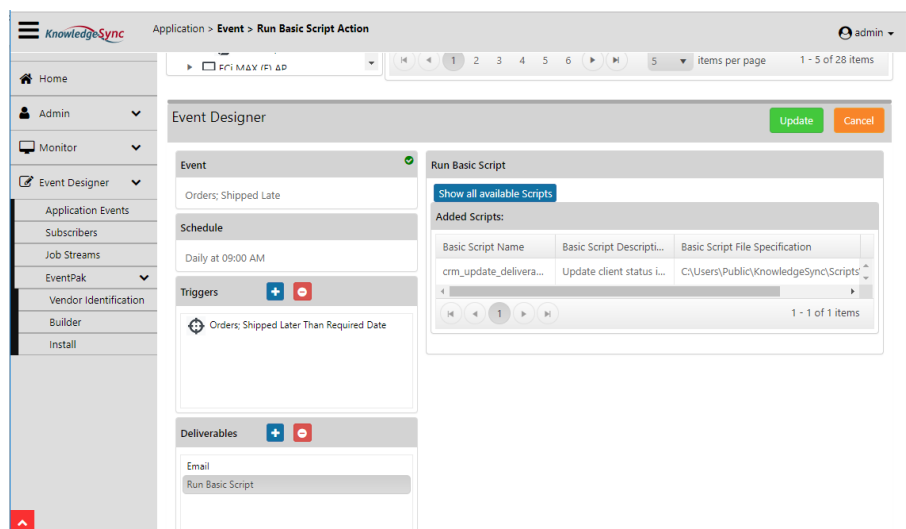 KnowledgeSync
Application > Event > Run Basic Script Action
admin
ECi MAX (E) AP
1 2 3 4 5 6
5 items per page
1 - 5 of 28 items
Home
Admin
Monitor
Event Designer
Application Events
Subscribers
Job Streams
EventPak
Vendor Identification
Builder
Install
Event Designer
Update
Cancel
Event
Orders; Shipped Late
Schedule
Daily at 09:00 AM
Triggers
Orders; Shipped Later Than Required Date
Deliverables
Email
Run Basic Script
Run Basic Script
Show all available Scripts
Added Scripts:
Basic Script Name Basic Script Descripti... Basic Script File Specification
crm_update_delivera... Update client status i... C:\Users\Public\KnowledgeSync\Scripts
1
1 - 1 of 1 items